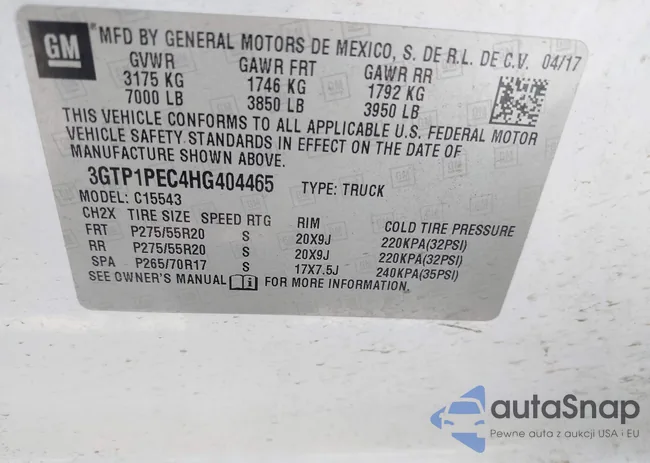 GM
*MFD BY GENERAL MOTORS DE MEXICO, S. DE R.L. DE C.V. 04/17
GVWR GAWR FRT GAWR RR
3175 KG 1746 KG 1792 KG
7000 LB 3850 LB 3950 LB
THIS VEHICLE CONFORMS TO ALL APPLICABLE U.S. FEDERAL MOTOR
VEHICLE SAFETY STANDARDS IN EFFECT ON THE DATE OF
MANUFACTURE SHOWN ABOVE.
3GTP1PEC4HG404465 TYPE: TRUCK
MODEL: C15543
CH2X TIRE SIZE SPEED RTG RIM COLD TIRE PRESSURE
FRT P275/55R20 S 20X9J 220KPA(32PSI)
RR P275/55R20 S 20X9J 220KPA(32PSI)
SPA P265/70R17 S 17X7.5J 240KPA(35PSI)
SEE OWNER'S MANUAL i FOR MORE INFORMATION.
autaSnap
Pewne auta z aukcji USA i EU